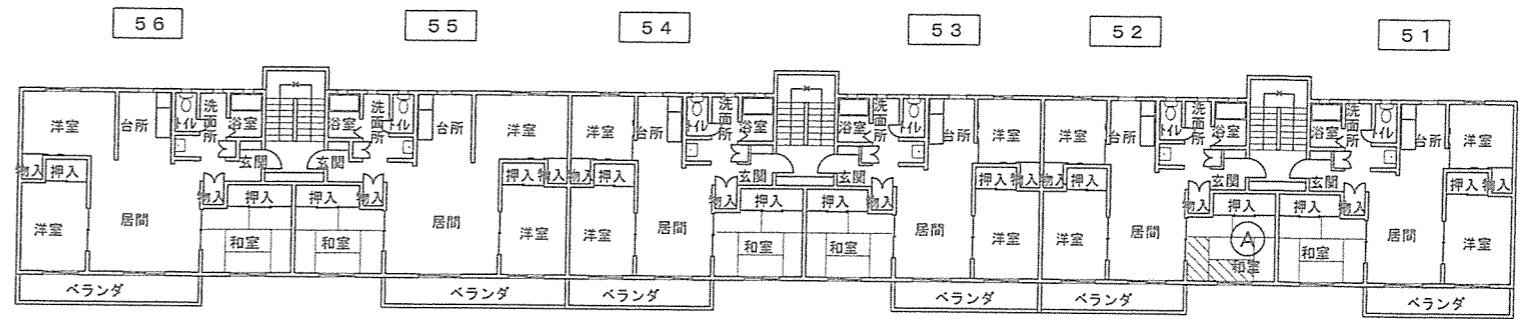 56
55
54
53
52
51
洋室
台所
トイレ
洗面所
浴室
玄関
物入
押入
物入
押入
洋室
居間
和室
ベランダ
浴室
洗面所
トイレ
台所
洋室
玄関
物入
押入
押入
物入
和室
居間
洋室
ベランダ
洋室
台所
トイレ
洗面所
浴室
玄関
物入
押入
物入
押入
洋室
居間
和室
ベランダ
浴室
洗面所
トイレ
台所
洋室
玄関
物入
押入
押入
物入
和室
居間
洋室
ベランダ
洋室
台所
トイレ
洗面所
浴室
玄関
物入
押入
物入
押入
洋室
居間
A
和室
ベランダ
浴室
洗面所
トイレ
台所
洋室
玄関
物入
押入
押入
物入
和室
居間
洋室
ベランダ